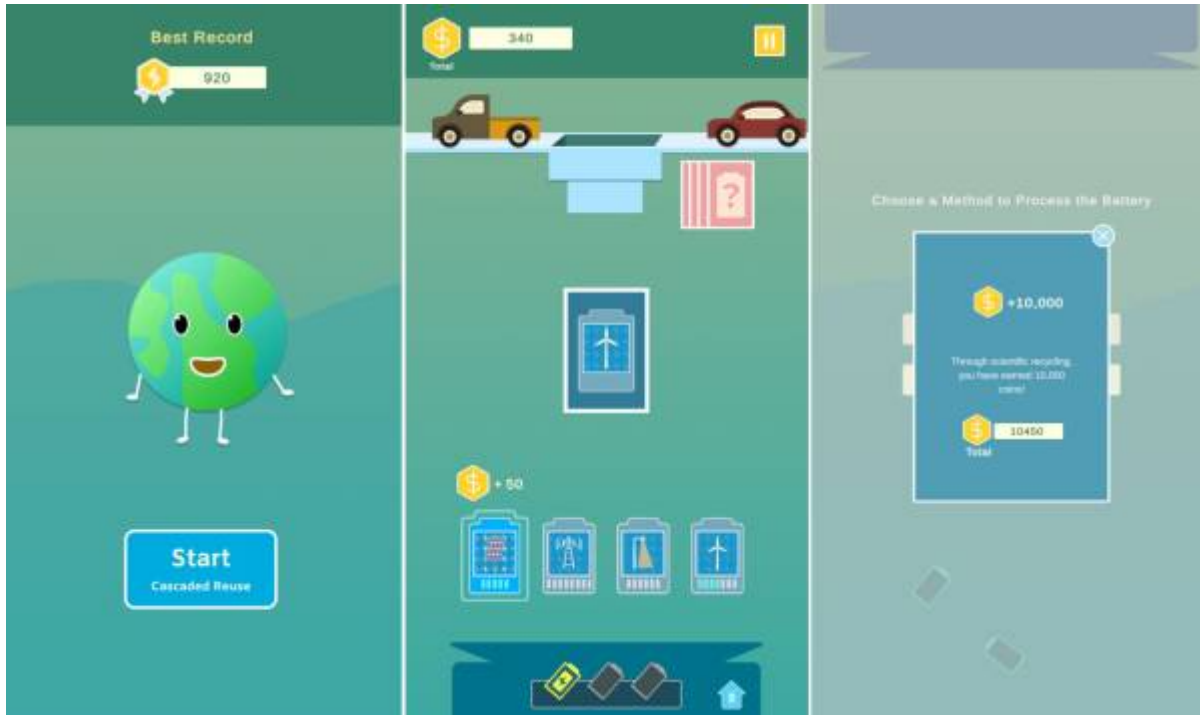 Best Record
920
Start
Cascaded Reuse
340
Total
?
+ 50
Choose a Method to Process the Battery
+10,000
Through scientific recycling,
you have earned 10,000
coins!
10450
Total